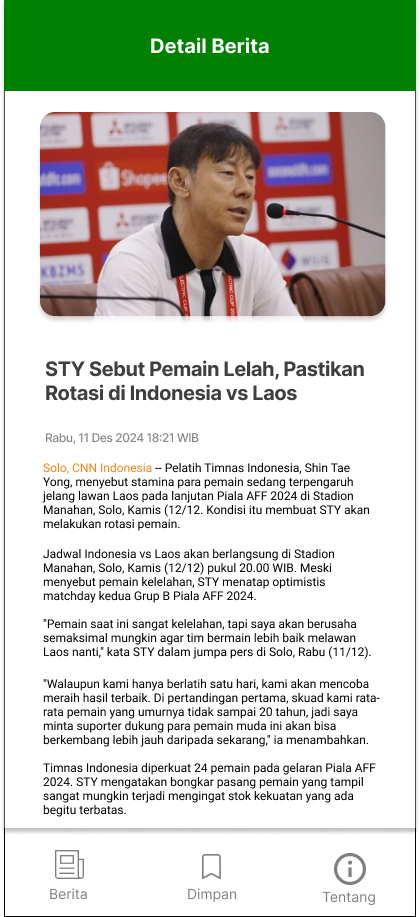 Detail Berita
Shopee
KBZMS
STY Sebut Pemain Lelah, Pastikan
Rotasi di Indonesia vs Laos
Rabu, 11 Des 2024 18:21 WIB
Solo, CNN Indonesia -- Pelatih Timnas Indonesia, Shin Tae
Yong, menyebut stamina para pemain sedang terpengaruh
jelang lawan Laos pada lanjutan Piala AFF 2024 di Stadion
Manahan, Solo, Kamis (12/12. Kondisi itu membuat STY akan
melakukan rotasi pemain.
Jadwal Indonesia vs Laos akan berlangsung di Stadion
Manahan, Solo, Kamis (12/12) pukul 20.00 WIB. Meski
menyebut pemain kelelahan, STY menatap optimistis
matchday kedua Grup B Piala AFF 2024.
"Pemain saat ini sangat kelelahan, tapi saya akan berusaha
semaksimal mungkin agar tim bermain lebih baik melawan
Laos nanti," kata STY dalam jumpa pers di Solo, Rabu (11/12).
"Walaupun kami hanya berlatih satu hari, kami akan mencoba
meraih hasil terbaik. Di pertandingan pertama, skuad kami rata-
rata pemain yang umurnya tidak sampai 20 tahun, jadi saya
minta suporter dukung para pemain muda ini akan bisa
berkembang lebih jauh daripada sekarang," ia menambahkan.
Timnas Indonesia diperkuat 24 pemain pada gelaran Piala AFF
2024. STY mengatakan bongkar pasang pemain yang tampil
sangat mungkin terjadi mengingat stok kekuatan yang ada
begitu terbatas.
Berita
Dimpan
Tentang